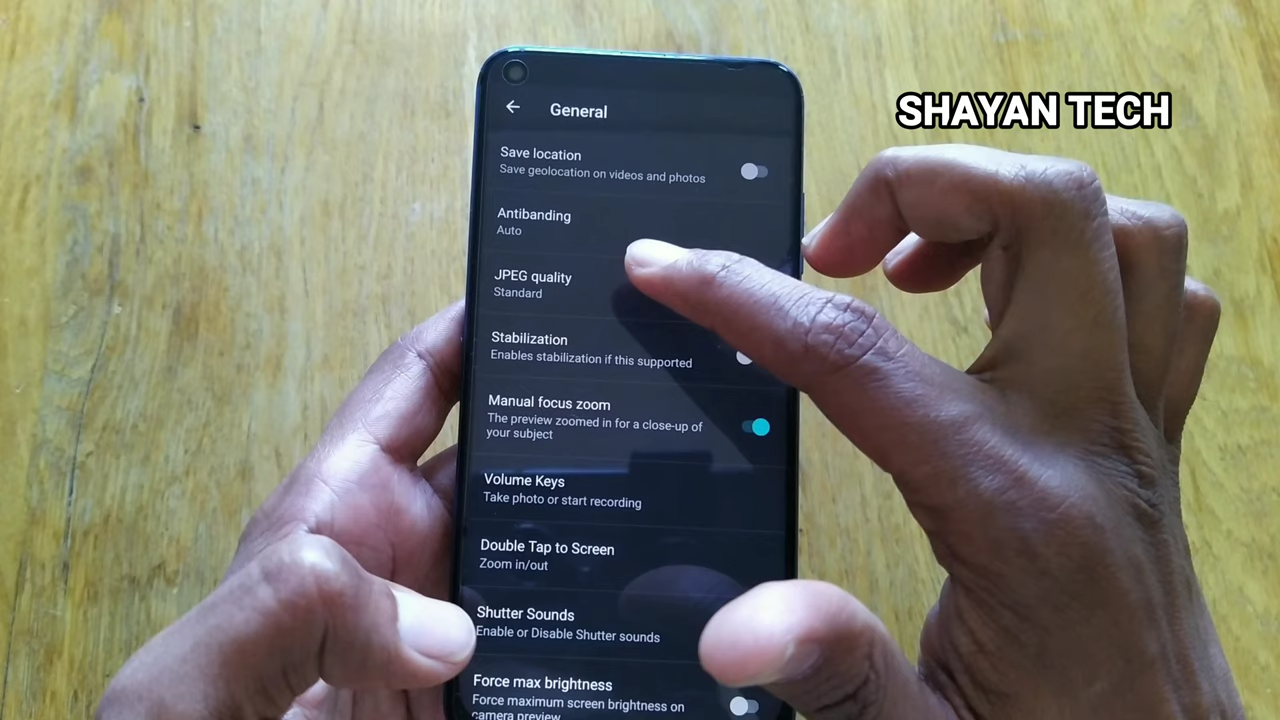 SHAYAN TECH
General
Save location
Save geolocation on videos and photos
Antibanding
Auto
JPEG quality
Standard
Stabilization
Enables stabilization if this supported
Manual focus zoom
The preview zoomed in for a close-up of
your subject
Volume Keys
Take photo or start recording
Double Tap to Screen
Zoom in/out
Shutter Sounds
Enable or Disable Shutter sounds
Force max brightness
Force maximum screen brightness on
camera preview